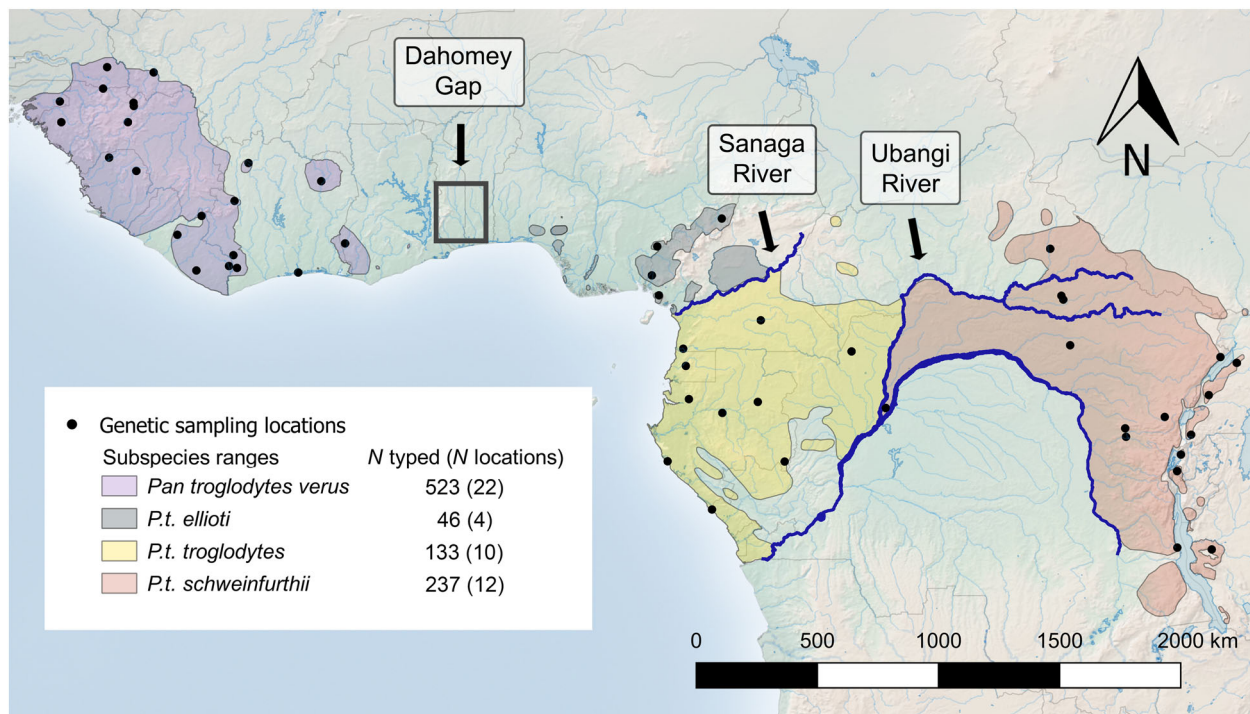 Dahomey
Gap
Sanaga
River
Ubangi
River
N
Genetic sampling locations
Subspecies ranges N typed (N locations)
Pan troglodytes verus 523 (22)
P.t. ellioti 46 (4)
P.t. troglodytes 133 (10)
P.t. schweinfurthii 237 (12)
0 500 1000 1500 2000 km